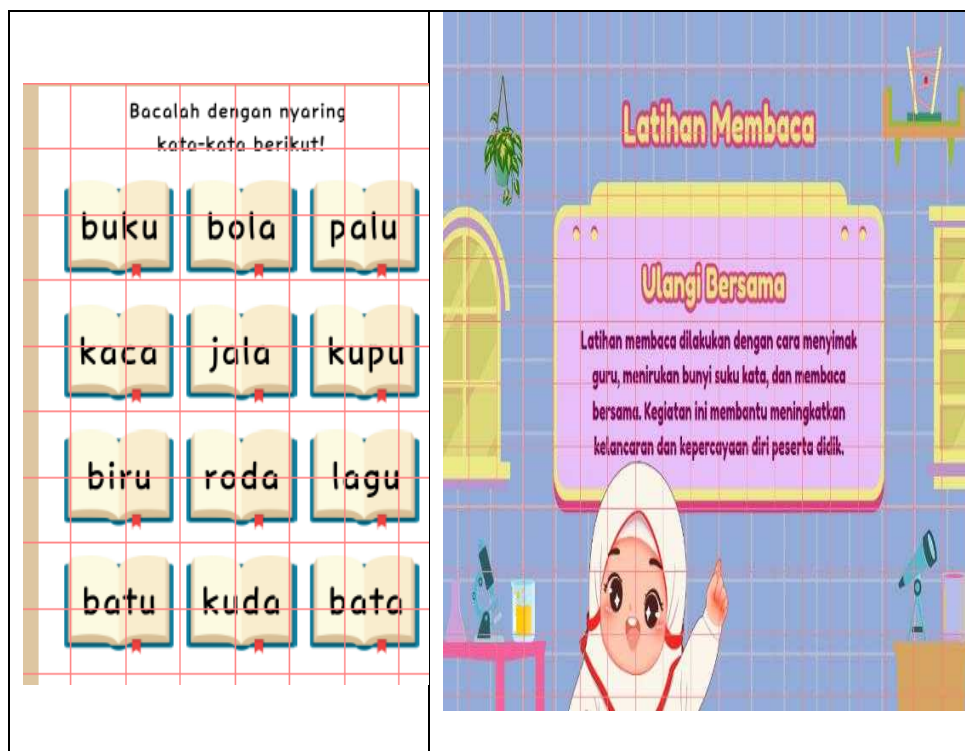 Bacalah dengan nyaring
kata-kata berikut!
buku bola palu
kaca jala kupu
biru roda lagu
batu kuda bata
Latihan Membaca
Ulangi Bersama
Latihan membaca dilakukan dengan cara menyimak
guru, menirukan bunyi suku kata, dan membaca
bersama. Kegiatan ini membantu meningkatkan
kelancaran dan kepercayaan diri peserta didik.